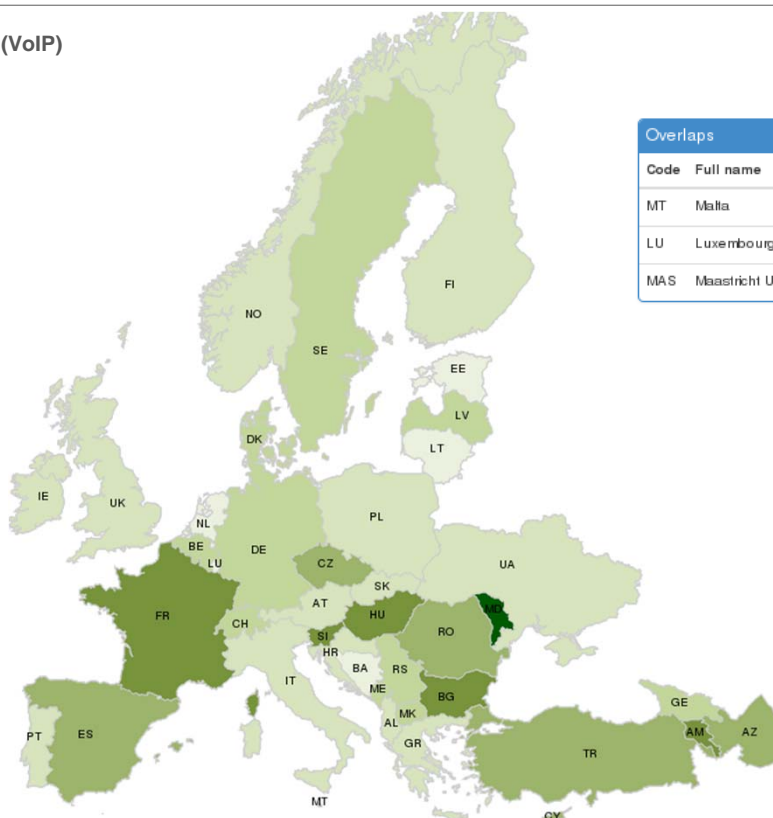 (VoIP)
Overlaps
Code Full name
MT Malta
LU Luxembourg
MAS Maastricht U
FI
NO
SE
EE
LV
LT
DK
IE
UK
NL
PL
BE
DE
LU
CZ
UA
SK
AT
MD
FR
HU
CH
RO
SI
HR
BA
RS
IT
ME
BG
GE
MK
AL
PT
ES
AM
AZ
GR
TR
MT
CY